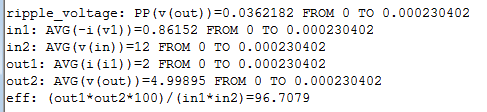 ripple_voltage: PP(v(out))=0.0362182 FROM 0 TO 0.000230402
in1: AVG(-i(v1))=0.86152 FROM 0 TO 0.000230402
in2: AVG(v(in))=12 FROM 0 TO 0.000230402
out1: AVG(i(i1))=2 FROM 0 TO 0.000230402
out2: AVG(v(out))=4.99895 FROM 0 TO 0.000230402
eff: (out1*out2*100)/(in1*in2)=96.7079